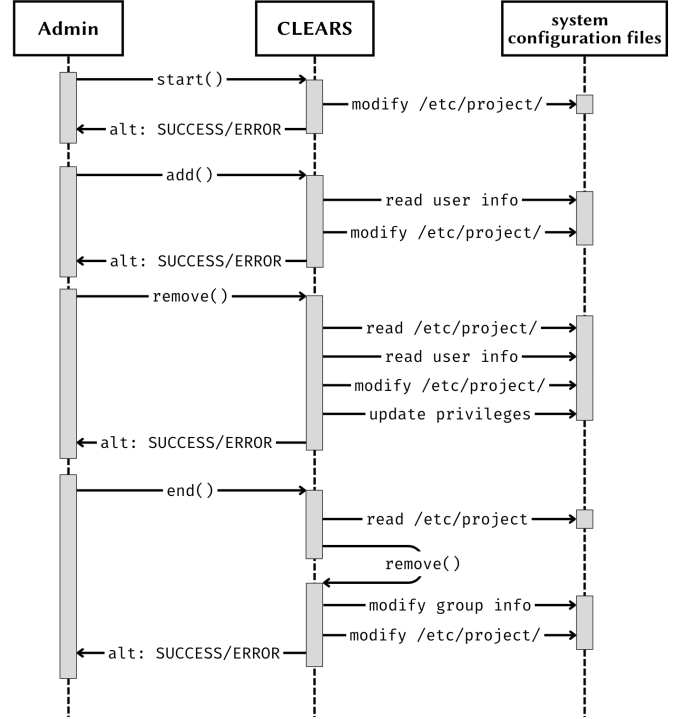 Admin
CLEARS
system
configuration files
start()
modify /etc/project/
alt: SUCCESS/ERROR
add()
read user info
modify /etc/project/
alt: SUCCESS/ERROR
remove()
read /etc/project/
read user info
modify /etc/project/
update privileges
alt: SUCCESS/ERROR
end()
read /etc/project
remove()
modify group info
modify /etc/project/
alt: SUCCESS/ERROR